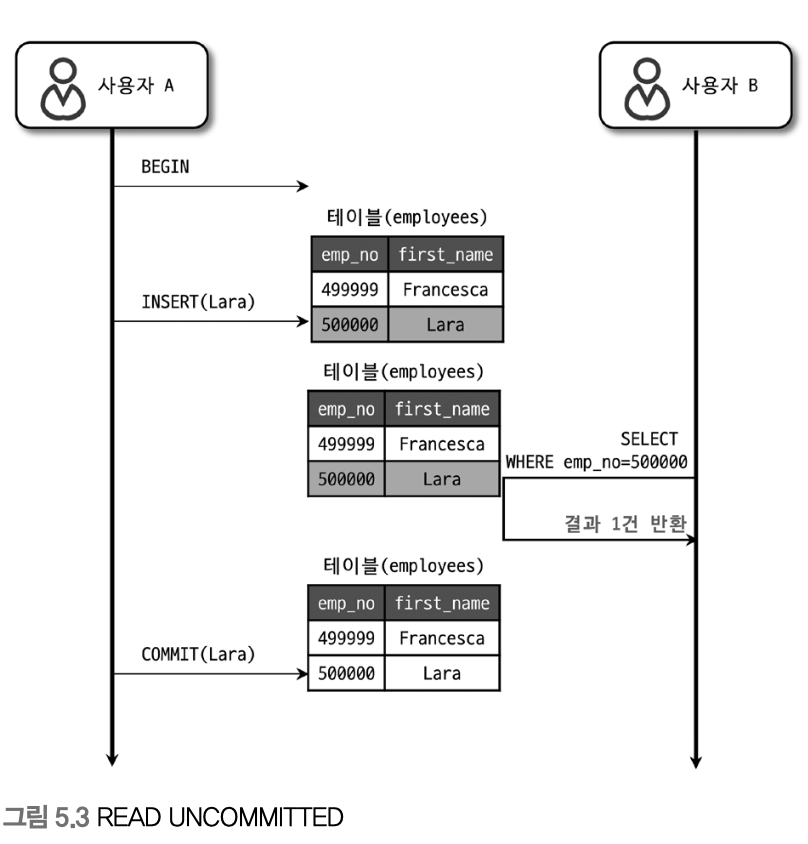 사용자 A
사용자 B
BEGIN
테이블(employees)
emp_no first_name
499999 Francesca
INSERT(Lara)
500000 Lara
테이블(employees)
emp_no first_name
499999 Francesca
500000 Lara
SELECT
WHERE emp_no=500000
결과 1건 반환
테이블(employees)
emp_no first_name
499999 Francesca
COMMIT(Lara)
500000 Lara
그림 5.3 READ UNCOMMITTED